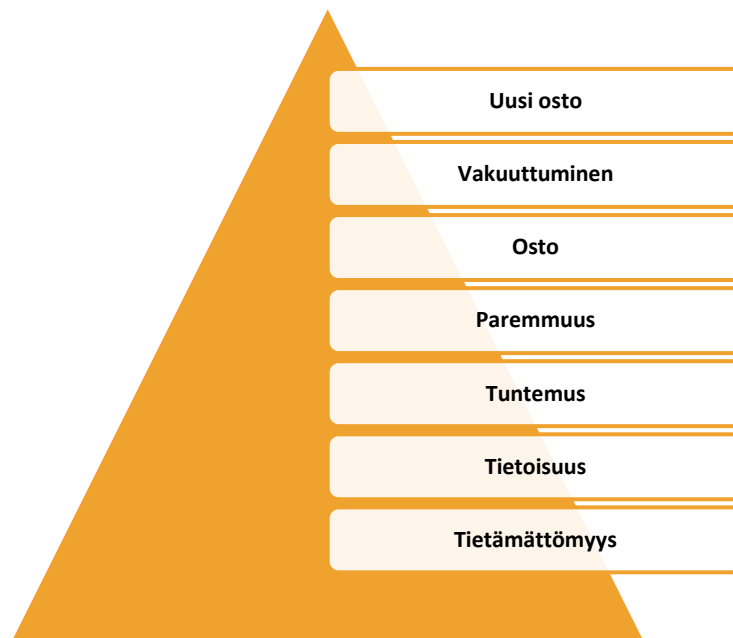 Uusi osto
Vakuuttuminen
Osto
Paremmuus
Tuntemus
Tietoisuus
Tietämättömyys